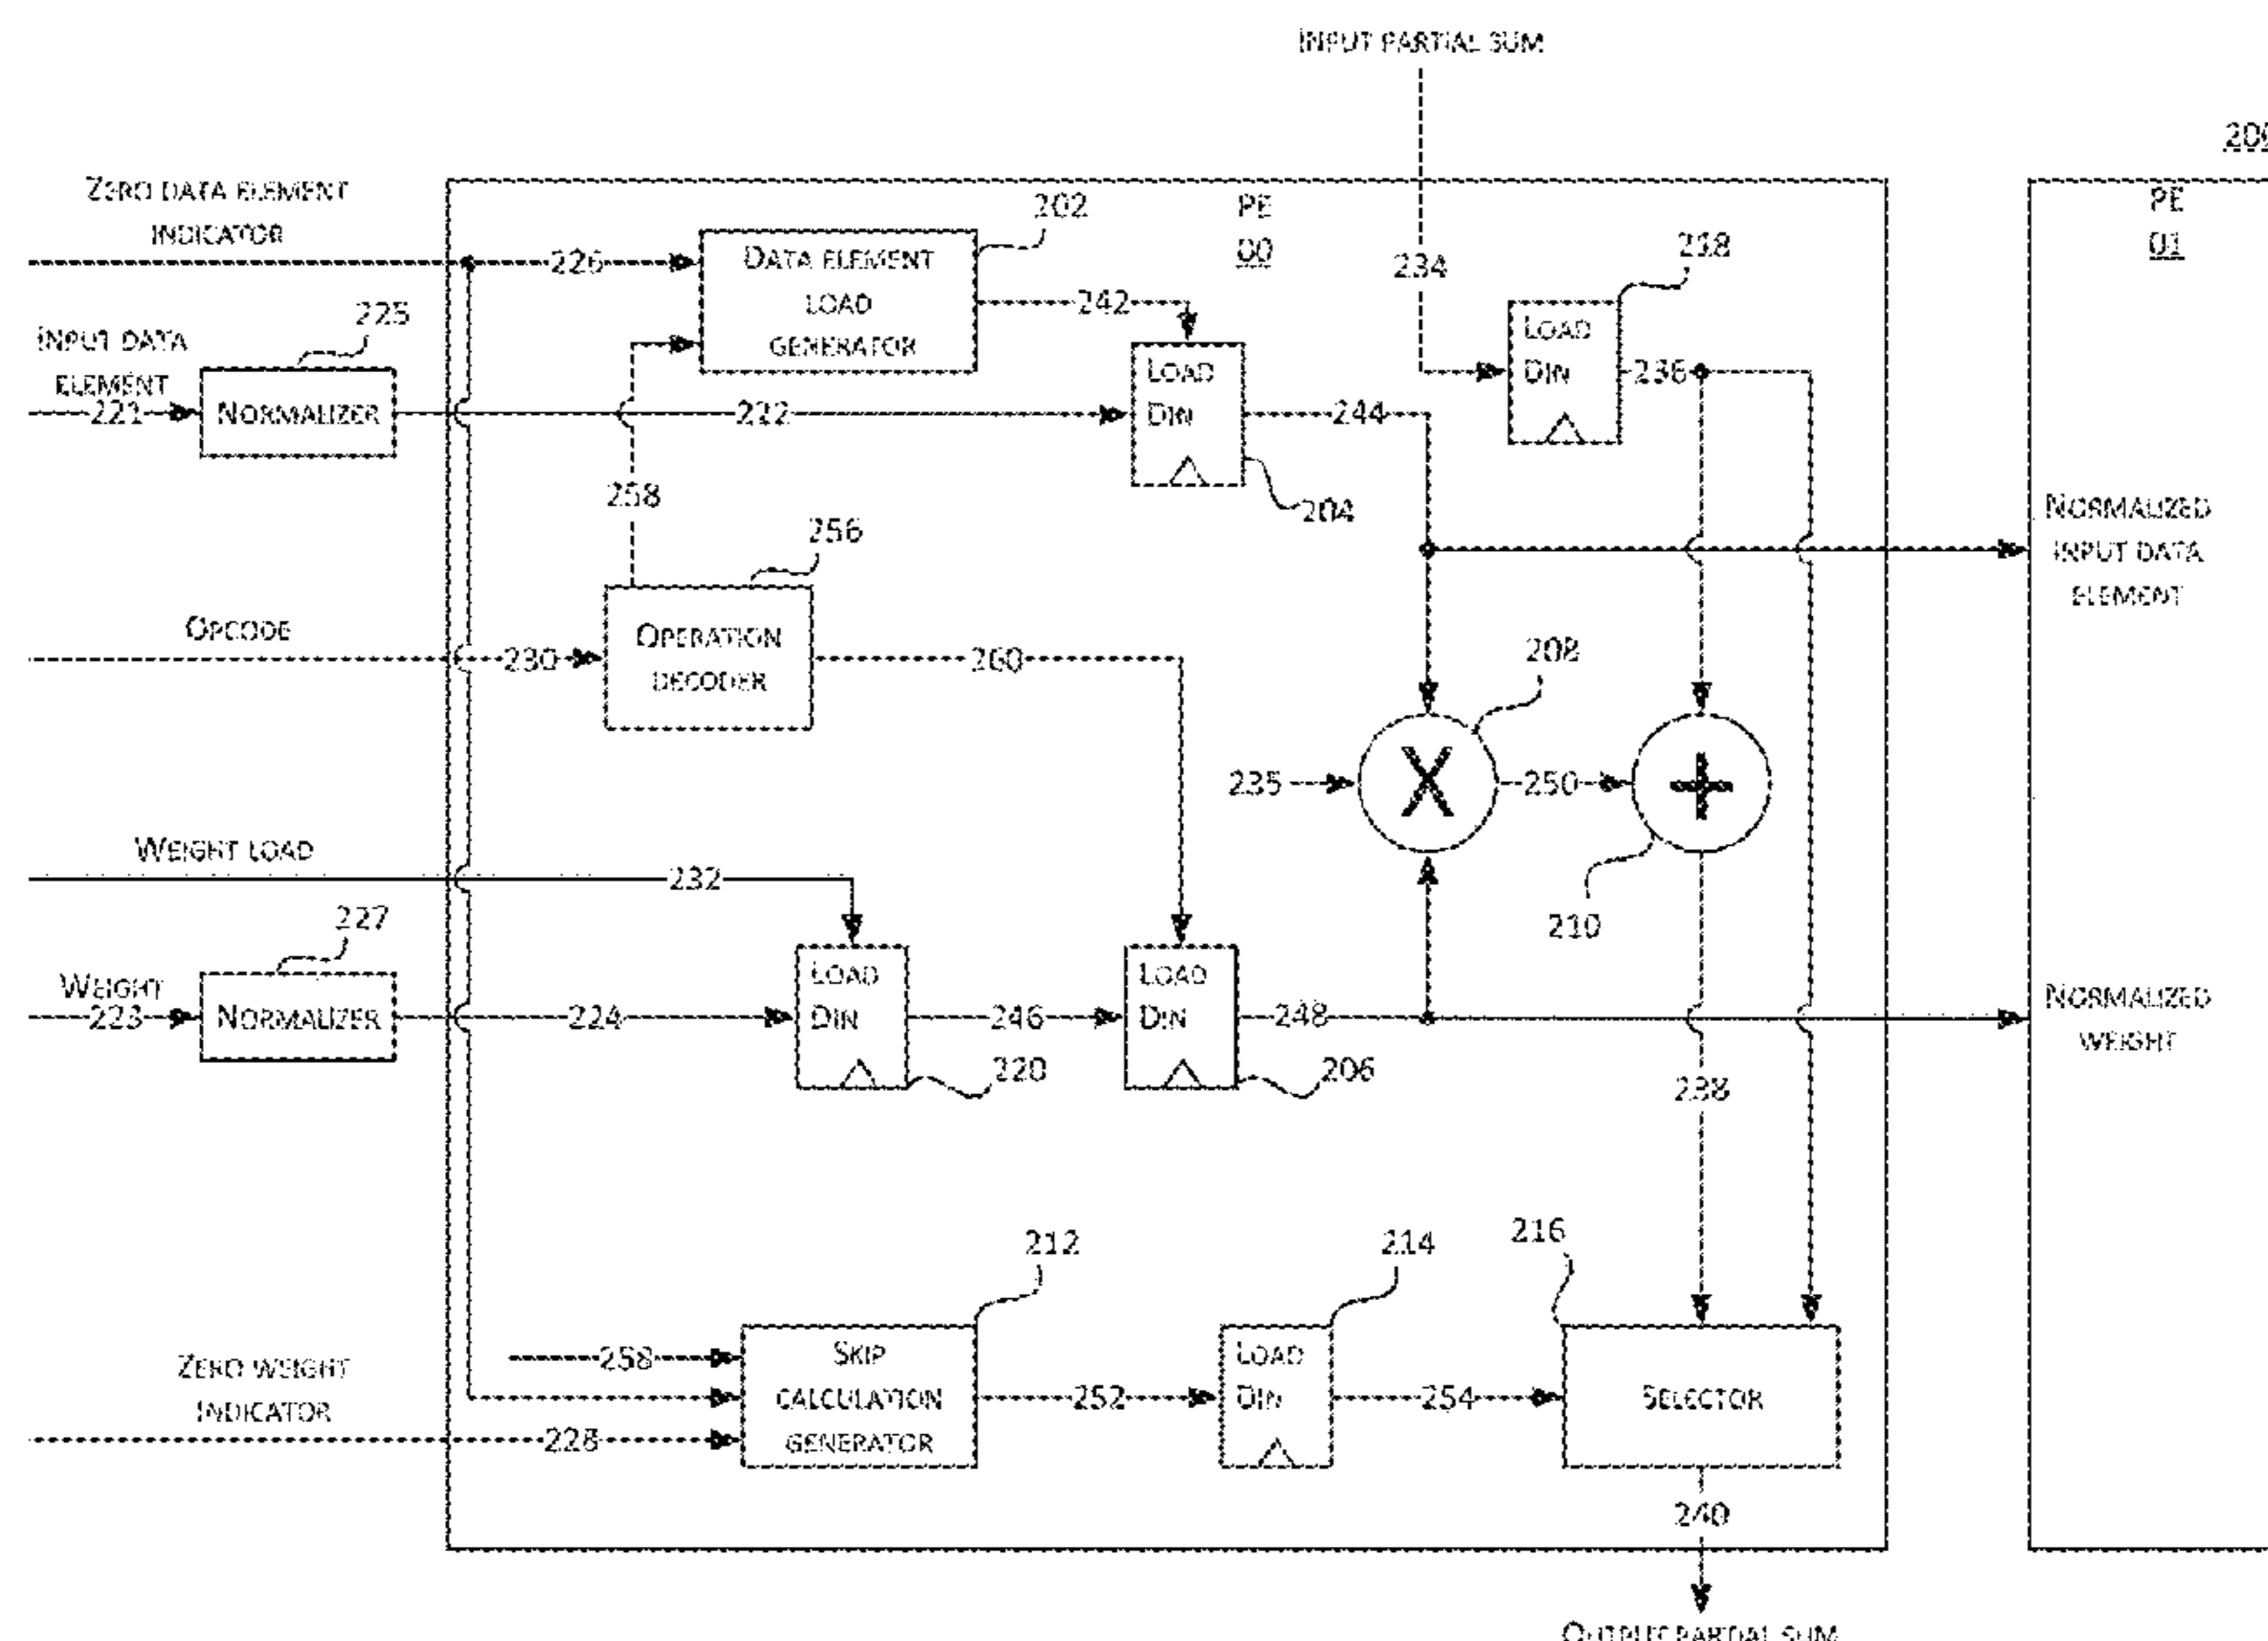 INPUT PARTIAL SUM
ZERO DATA ELEMENT
INDICATOR
226
202
DATA ELEMENT
LOAD
GENERATOR
PE
00
PE
01
234
218
242
LOAD
DIN
236
INPUT DATA
ELEMENT
221
225
NORMALIZER
222
LOAD
DIN
244
204
258
256
NORMALIZED
INPUT DATA
ELEMENT
OPCODE
230
OPERATION
DECODER
260
208
235
X
250
+
210
WEIGHT LOAD
232
227
WEIGHT
223
NORMALIZER
224
LOAD
DIN
246
220
LOAD
DIN
248
206
NORMALIZED
WEIGHT
238
212
214
216
258
ZERO WEIGHT
INDICATOR
228
SKIP
CALCULATION
GENERATOR
252
LOAD
DIN
254
SELECTOR
240
OUTPUT PARTIAL SUM